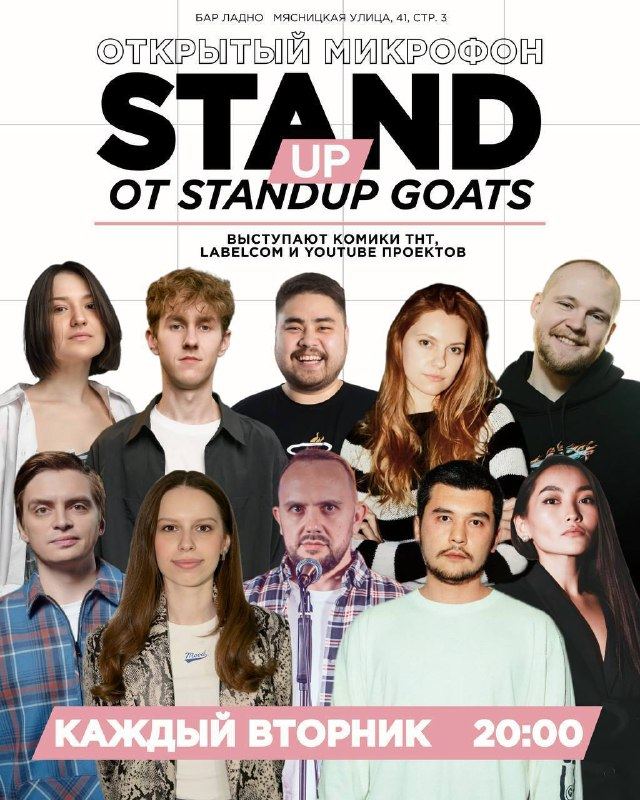 БАР ЛАДНО МЯСНИЦКАЯ УЛИЦА, 41, СТР. 3
ОТКРЫТЫЙ МИКРОФОН
STAND
UP
ОТ STANDUP GOATS
ВЫСТУПАЮТ КОМИКИ ТНТ,
LABELCOM И YOUTUBE ПРОЕКТОВ
Mood
КАЖДЫЙ ВТОРНИК 20:00